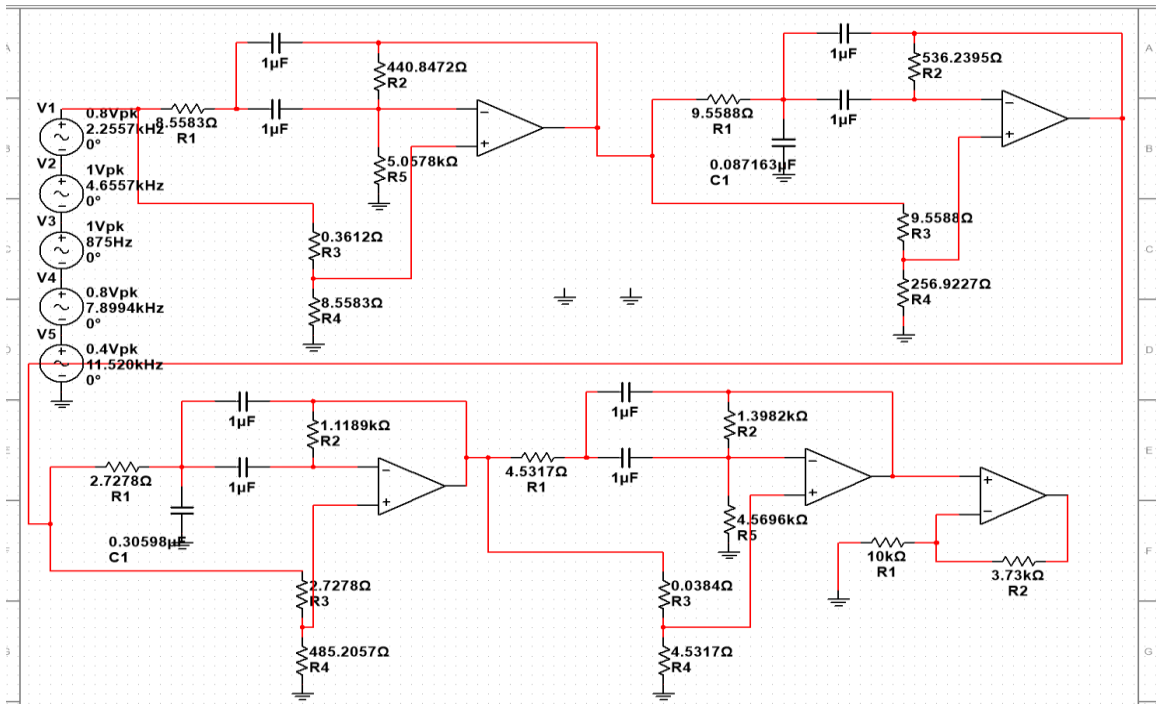 1µF
440.8472Ω
R2
V1
0.8Vpk
2.2557kHz
0°
8.5583Ω
R1
1µF
5.0578kΩ
R5
V2
1Vpk
4.6557kHz
0°
V3
1Vpk
875Hz
0°
0.3612Ω
R3
V4
0.8Vpk
7.8994kHz
0°
8.5583Ω
R4
V5
0.4Vpk
11.520kHz
0°
1µF
536.2395Ω
R2
9.5588Ω
R1
1µF
0.087163µF
C1
9.5588Ω
R3
256.9227Ω
R4
1µF
1.1189kΩ
R2
2.7278Ω
R1
1µF
0.30598µF
C1
2.7278Ω
R3
485.2057Ω
R4
1µF
1.3982kΩ
R2
4.5317Ω
R1
1µF
4.5696kΩ
R5
0.0384Ω
R3
4.5317Ω
R4
10kΩ
R1
3.73kΩ
R2
A
B
C
D
E
F
G